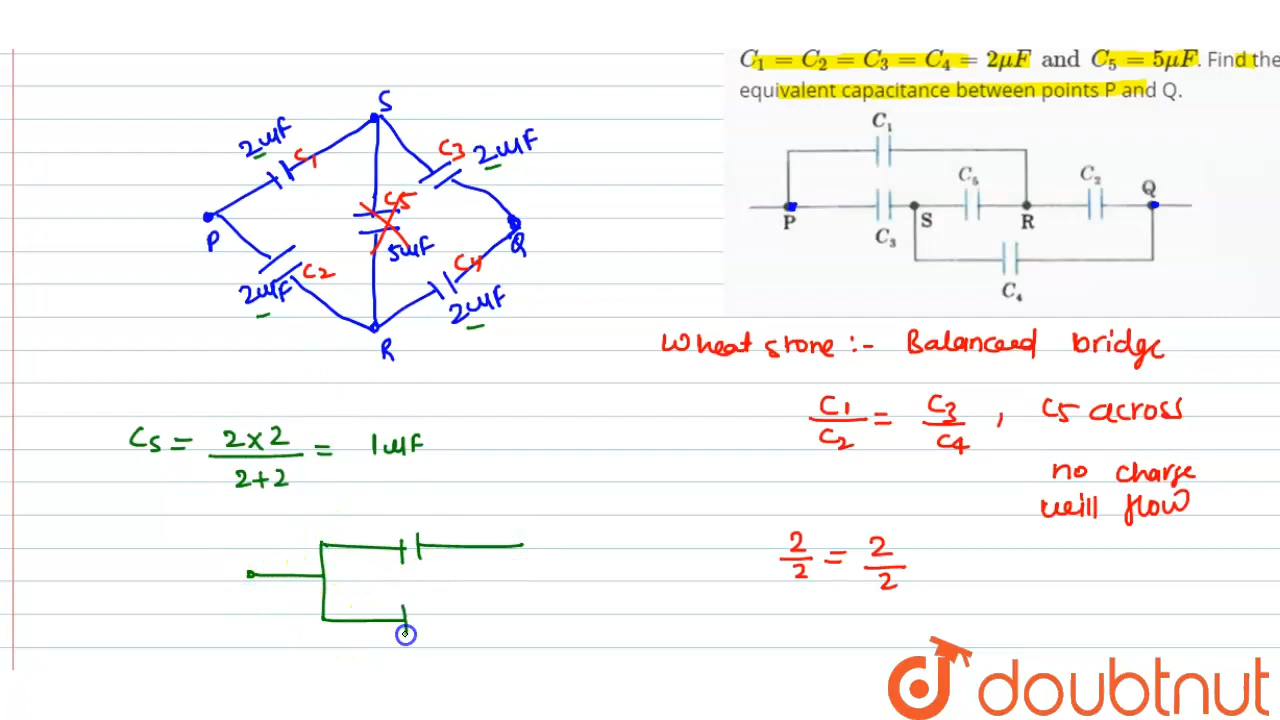 C₁ = C₂ = C₃ = C₄ = 2μF and C₅ = 5μF. Find the
equivalent capacitance between points P and Q.
C₁
C₅
C₂
Q
P
C₃
S
R
C₄
S
2μF
C1
C3
2μF
P
C5
5μF
Q
C2
2μF
C4
2μF
R
Wheat stone :- Balanced bridge
C1/C2 = C3/C4 , C5 across
no charge
will flow
Cs = 2×2/2+2 = 1μF
2/2 = 2/2
doubtnut